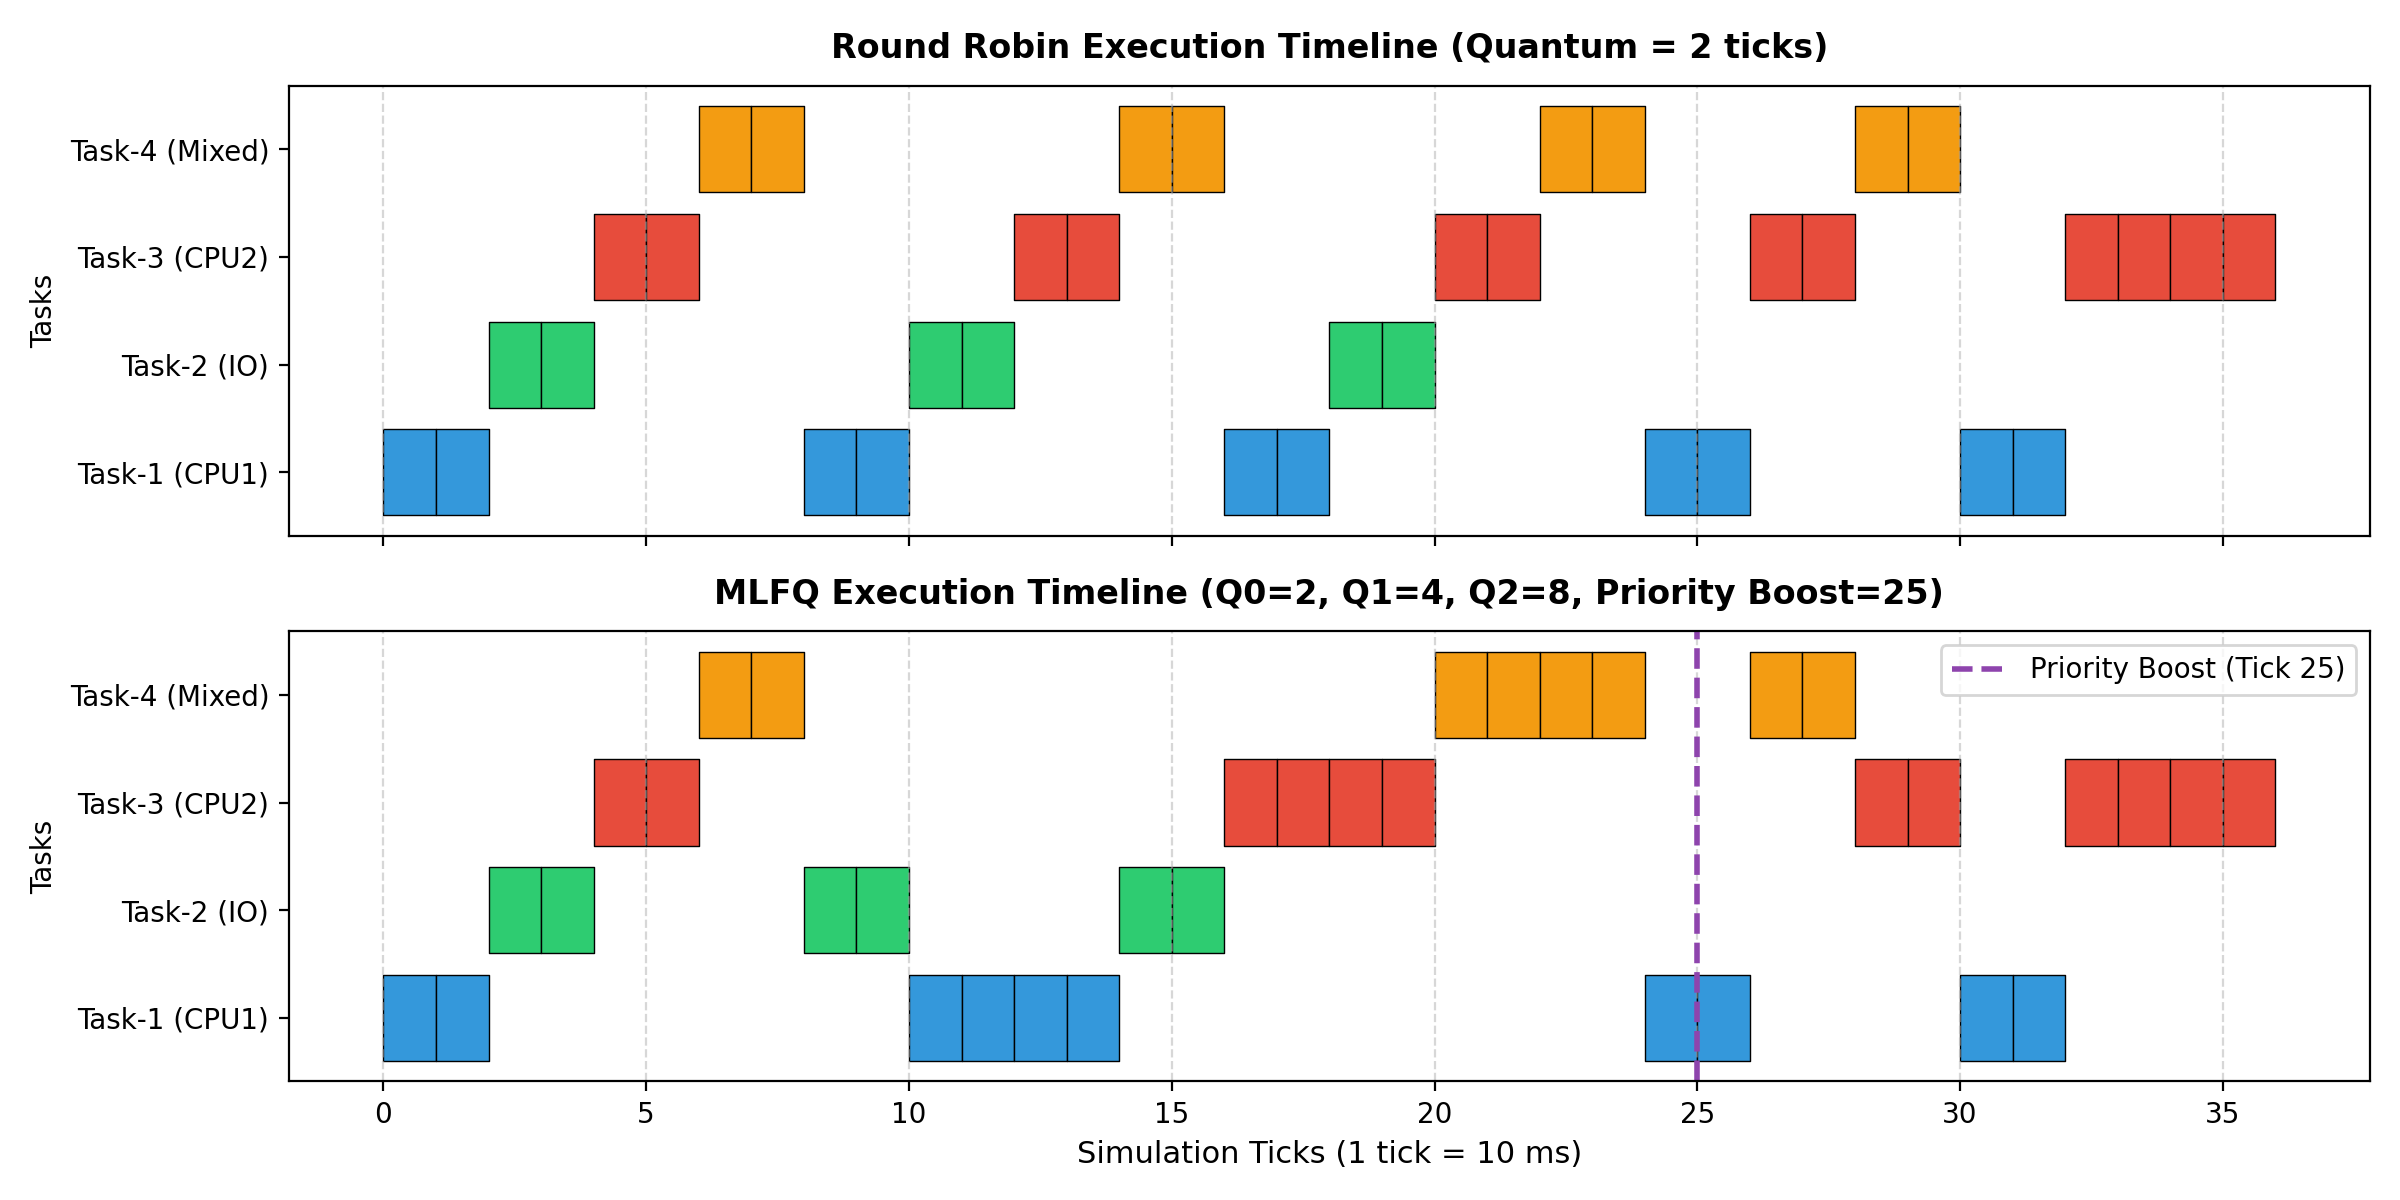 Round Robin Execution Timeline (Quantum = 2 ticks)
Tasks
Task-4 (Mixed)
Task-3 (CPU2)
Task-2 (IO)
Task-1 (CPU1)
MLFQ Execution Timeline (Q0=2, Q1=4, Q2=8, Priority Boost=25)
Priority Boost (Tick 25)
Tasks
Task-4 (Mixed)
Task-3 (CPU2)
Task-2 (IO)
Task-1 (CPU1)
0 5 10 15 20 25 30 35
Simulation Ticks (1 tick = 10 ms)